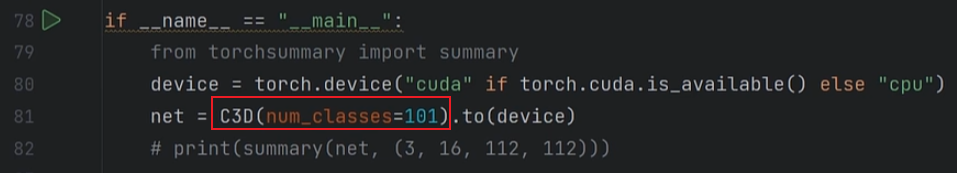 78 if __name__ == "__main__":
79 from torchsummary import summary
80 device = torch.device("cuda" if torch.cuda.is_available() else "cpu")
81 net = C3D(num_classes=101).to(device)
82 # print(summary(net, (3, 16, 112, 112)))